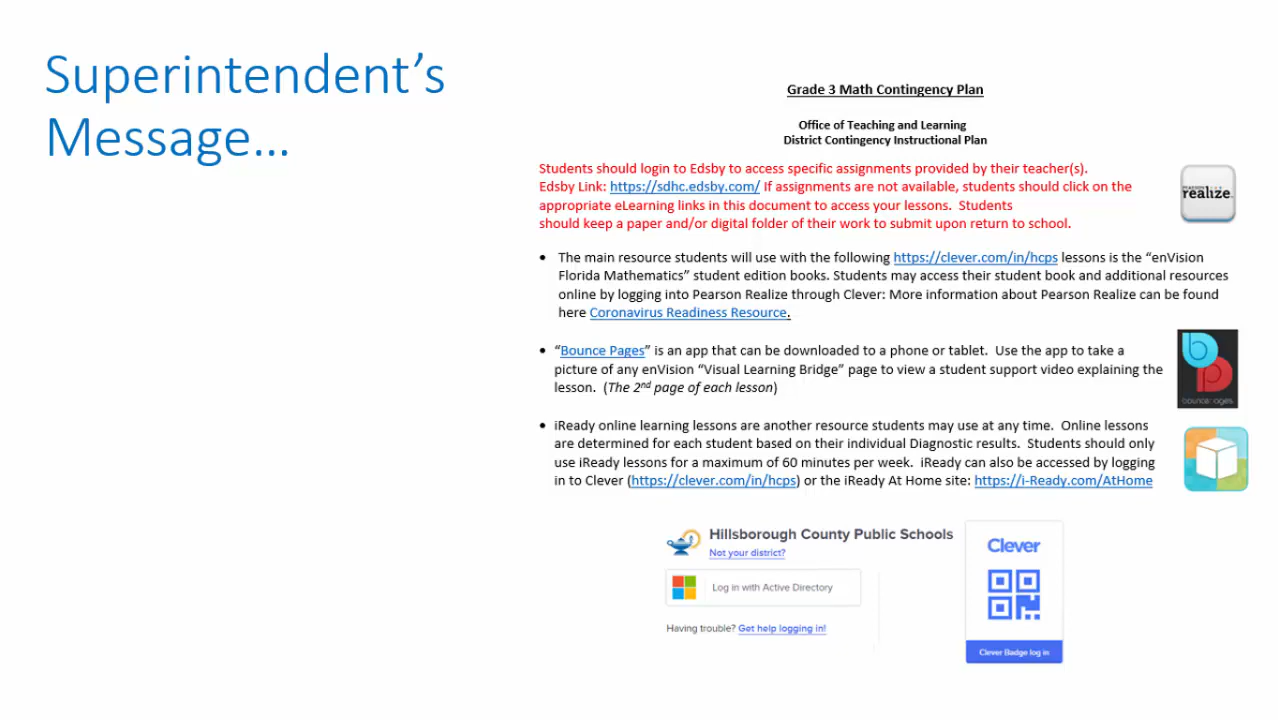 Superintendent's
Message...
Grade 3 Math Contingency Plan
Office of Teaching and Learning
District Contingency Instructional Plan
Students should login to Edsby to access specific assignments provided by their teacher(s).
Edsby Link: https://sdhc.edsby.com/ If assignments are not available, students should click on the
appropriate eLearning links in this document to access your lessons. Students
should keep a paper and/or digital folder of their work to submit upon return to school.
PEARSON
realize.
• The main resource students will use with the following https://clever.com/in/hcps lessons is the “enVision
Florida Mathematics” student edition books. Students may access their student book and additional resources
online by logging into Pearson Realize through Clever: More information about Pearson Realize can be found
here Coronavirus Readiness Resource.
• “Bounce Pages” is an app that can be downloaded to a phone or tablet. Use the app to take a
picture of any enVision “Visual Learning Bridge” page to view a student support video explaining the
lesson. (The 2nd page of each lesson)
bp
bounce pages
• iReady online learning lessons are another resource students may use at any time. Online lessons
are determined for each student based on their individual Diagnostic results. Students should only
use iReady lessons for a maximum of 60 minutes per week. iReady can also be accessed by logging
in to Clever (https://clever.com/in/hcps) or the iReady At Home site: https://i-Ready.com/AtHome
Hillsborough County Public Schools
Not your district?
Log in with Active Directory
Having trouble? Get help logging in!
Clever
Clever Badge log in